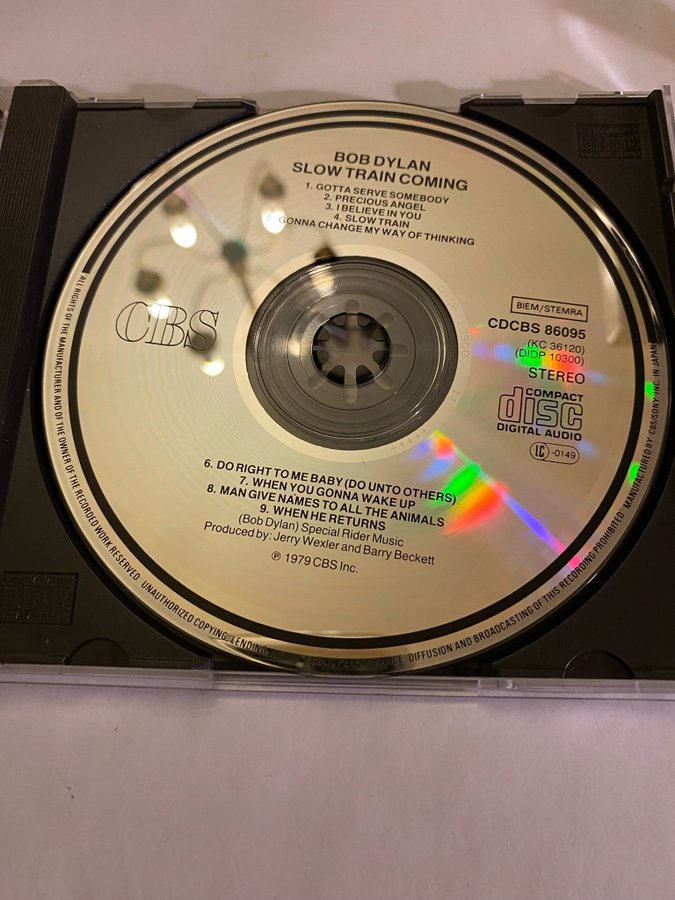 BOB DYLAN
SLOW TRAIN COMING
1. GOTTA SERVE SOMEBODY
2. PRECIOUS ANGEL
3. I BELIEVE IN YOU
4. SLOW TRAIN
GONNA CHANGE MY WAY OF THINKING
CBS
BIEM/STEMRA
CDCBS 86095
(KC 36120)
(DIDP 10300)
STEREO
COMPACT
disc
DIGITAL AUDIO
LC -0149
6. DO RIGHT TO ME BABY (DO UNTO OTHERS)
7. WHEN YOU GONNA WAKE UP
8. MAN GIVE NAMES TO ALL THE ANIMALS
9. WHEN HE RETURNS
(Bob Dylan) Special Rider Music
Produced by: Jerry Wexler and Barry Beckett
℗ 1979 CBS Inc.
ALL RIGHTS OF THE MANUFACTURER AND OF THE OWNER OF THE RECORDED WORK RESERVED. UNAUTHORIZED COPYING, LENDING, DIFFUSION AND BROADCASTING OF THIS RECORDING PROHIBITED. MANUFACTURED BY CBS/SONY INC. IN JAPAN